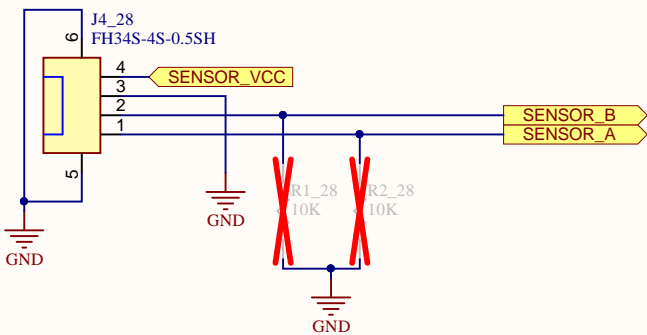 J4_28
FH34S-4S-0.5SH
6
4
SENSOR_VCC
3
2
SENSOR_B
1
SENSOR_A
5
R1_28
R2_28
10K
10K
GND
GND
GND